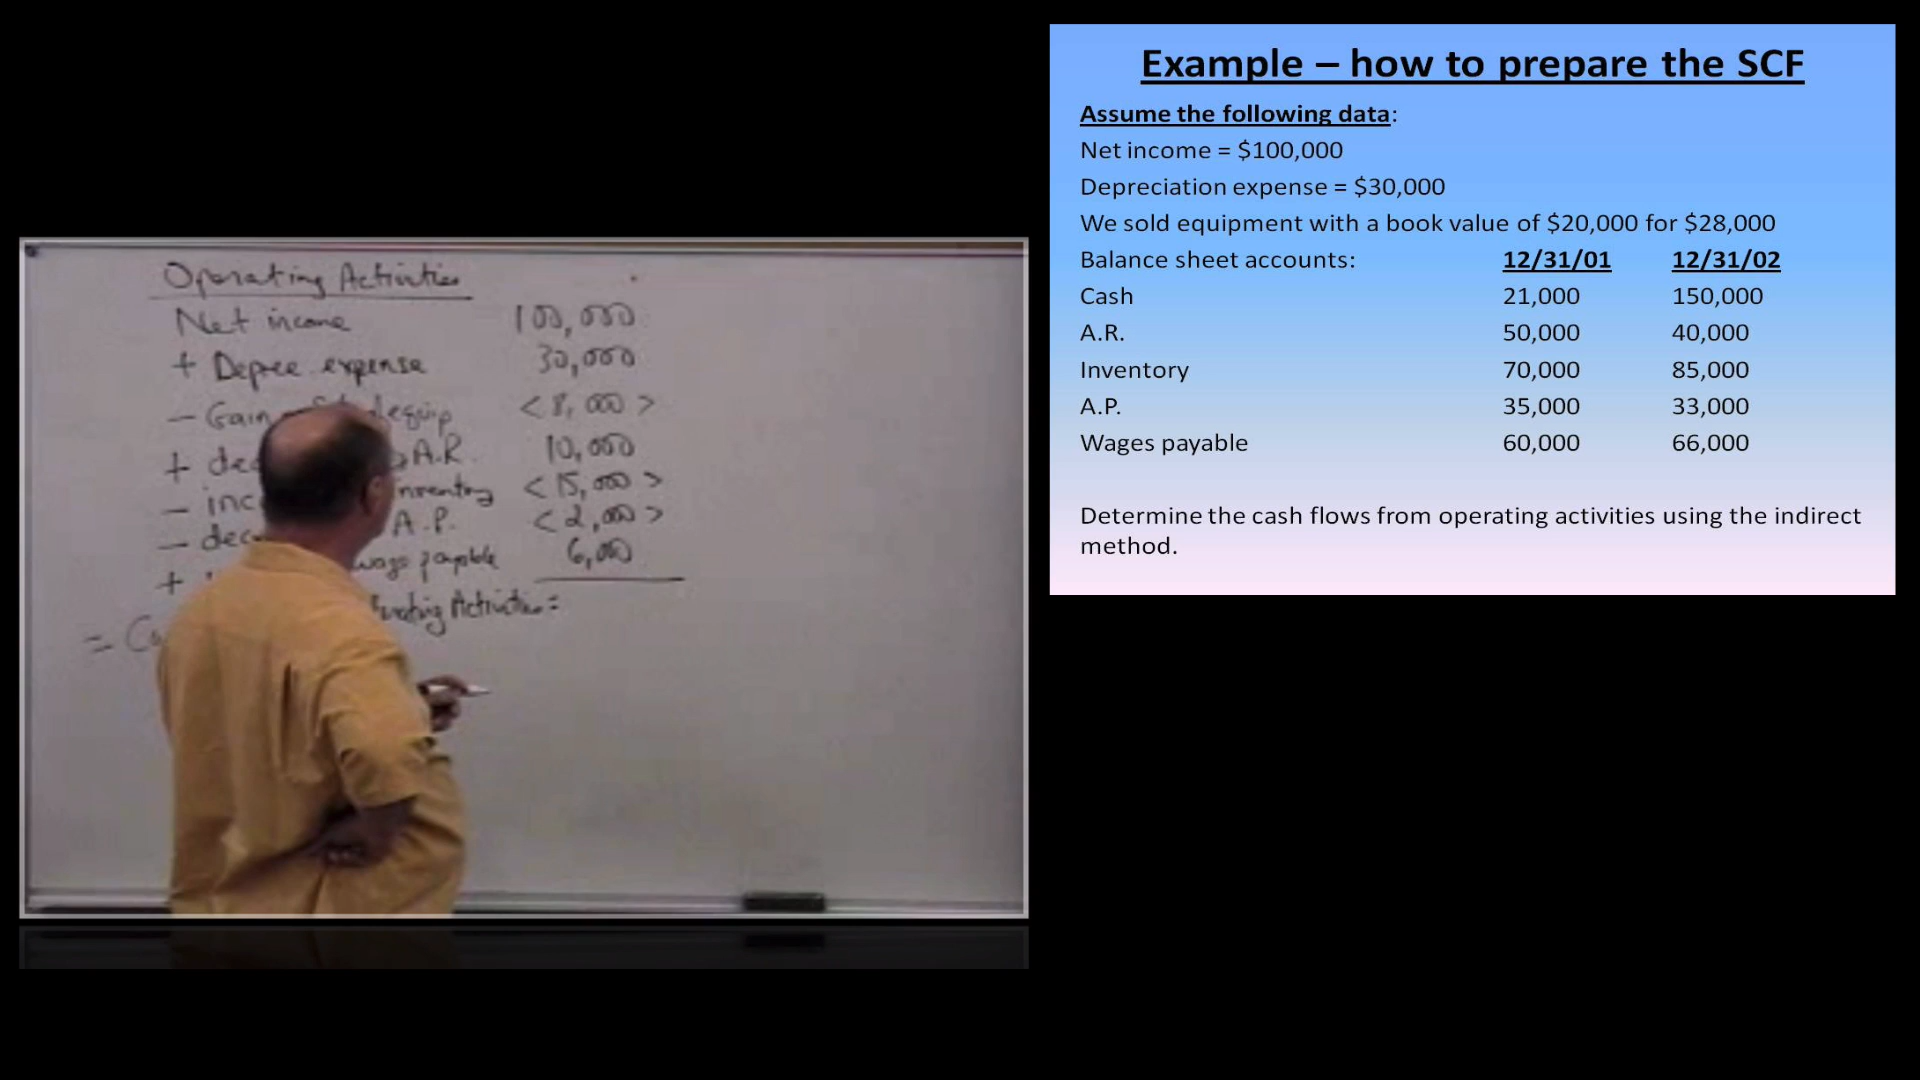 Operating Activities
Net income 100,000
+ Deprec. expense 30,000
- Gain equip <8,000>
+ dec A.R. 10,000
- inc inventory <15,000>
- dec A.P. <2,000>
+ wage payable 6,000
= Activities =
Example – how to prepare the SCF
Assume the following data:
Net income = $100,000
Depreciation expense = $30,000
We sold equipment with a book value of $20,000 for $28,000
Balance sheet accounts: 12/31/01 12/31/02
Cash 21,000 150,000
A.R. 50,000 40,000
Inventory 70,000 85,000
A.P. 35,000 33,000
Wages payable 60,000 66,000
Determine the cash flows from operating activities using the indirect
method.